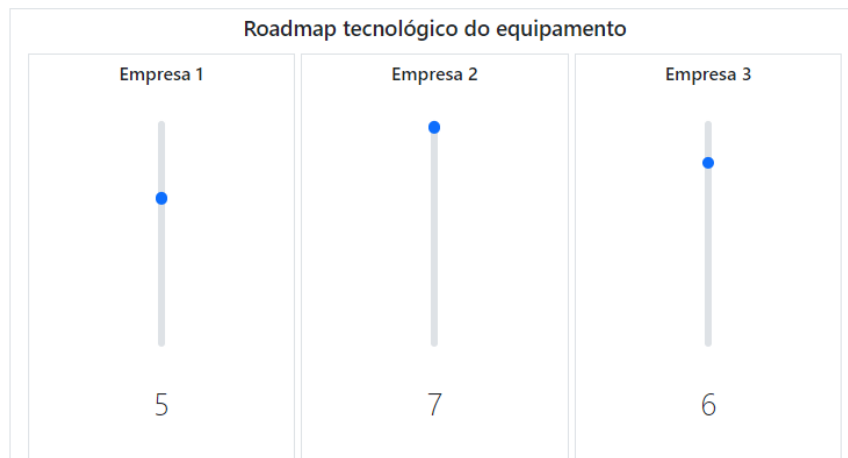 Roadmap tecnológico do equipamento
Empresa 1
Empresa 2
Empresa 3
5
7
6